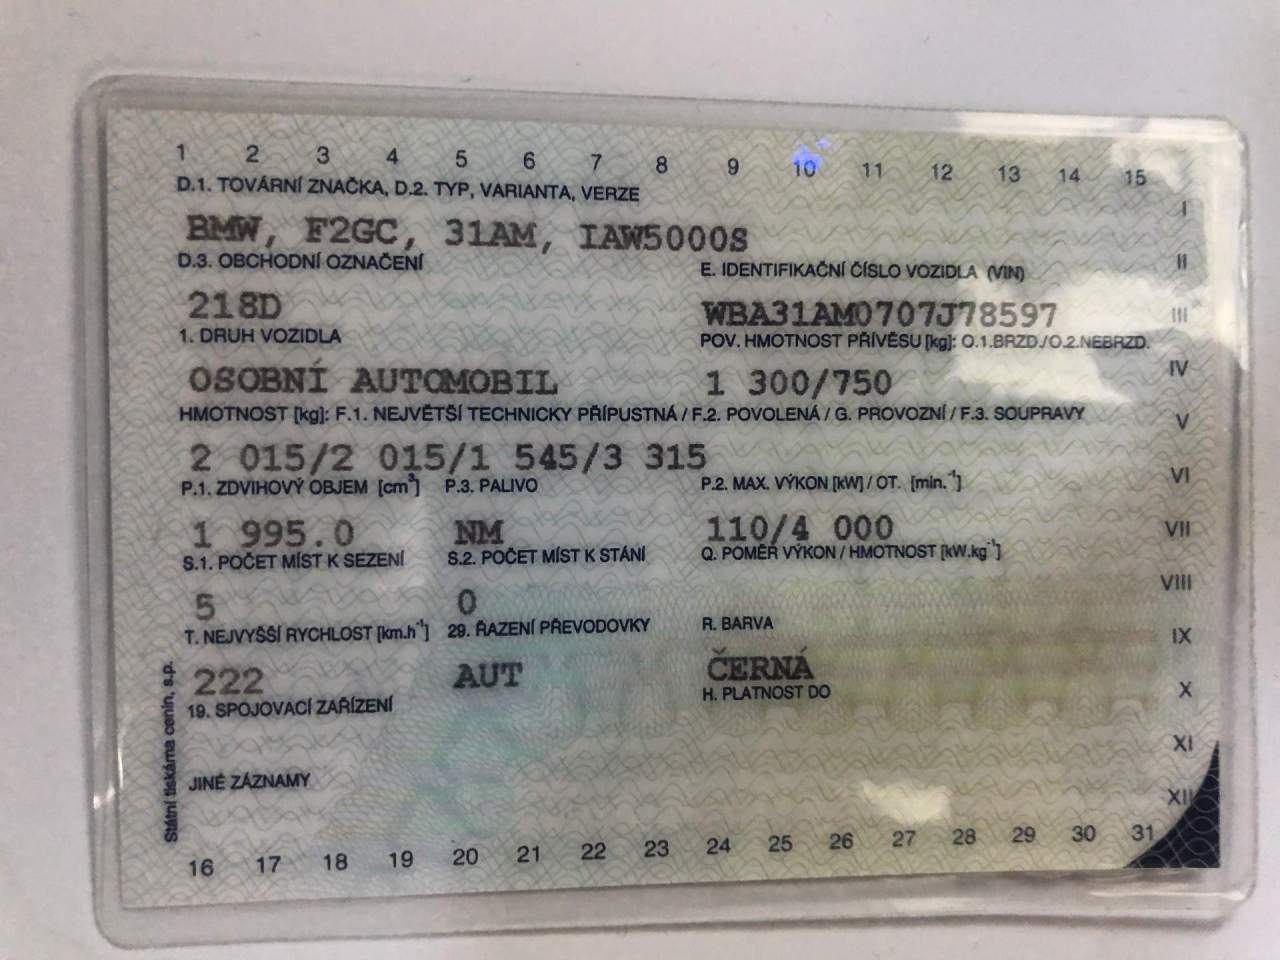 1 2 3 4 5 6 7 8 9 10 11 12 13 14 15
D.1. TOVÁRNÍ ZNAČKA, D.2. TYP, VARIANTA, VERZE
I
BMW, F2GC, 31AM, IAW5000S
D.3. OBCHODNÍ OZNAČENÍ E. IDENTIFIKAČNÍ ČÍSLO VOZIDLA (VIN)
II
218D WBA31AM0707J78597
III
1. DRUH VOZIDLA POV. HMOTNOST PŘÍVĚSU [kg]: O.1.BRZD./O.2.NEBRZD.
IV
OSOBNÍ AUTOMOBIL 1 300/750
HMOTNOST [kg]: F.1. NEJVĚTŠÍ TECHNICKY PŘÍPUSTNÁ / F.2. POVOLENÁ / G. PROVOZNÍ / F.3. SOUPRAVY
V
2 015/2 015/1 545/3 315
VI
P.1. ZDVIHOVÝ OBJEM [cm³] P.3. PALIVO P.2. MAX. VÝKON [kW] / OT. [min.⁻¹]
1 995.0 NM 110/4 000
VII
S.1. POČET MÍST K SEZENÍ S.2. POČET MÍST K STÁNÍ Q. POMĚR VÝKON / HMOTNOST [kW.kg⁻¹]
VIII
5 0
T. NEJVYŠŠÍ RYCHLOST [km.h⁻¹] 29. ŘAZENÍ PŘEVODOVKY R. BARVA
IX
222 AUT ČERNÁ
19. SPOJOVACÍ ZAŘÍZENÍ H. PLATNOST DO
X
XI
JINÉ ZÁZNAMY
XII
16 17 18 19 20 21 22 23 24 25 26 27 28 29 30 31
Státní tiskárna cenin, s.p.